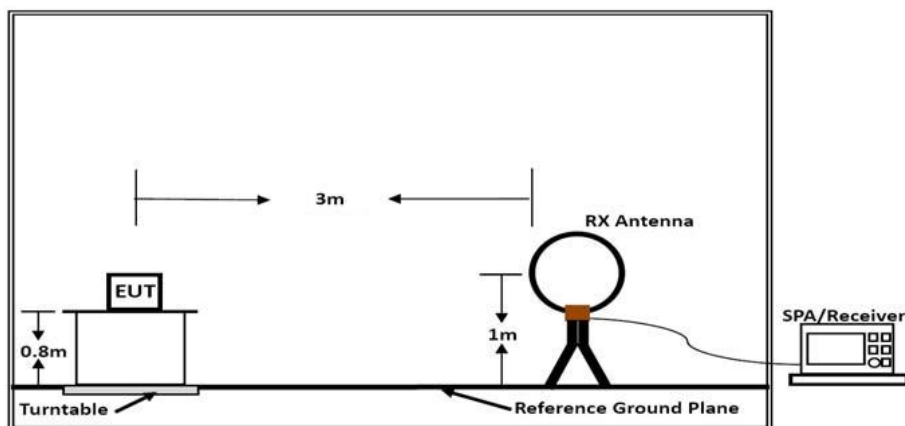 3m
RX Antenna
EUT
SPA/Receiver
0.8m
1m
Turntable
Reference Ground Plane